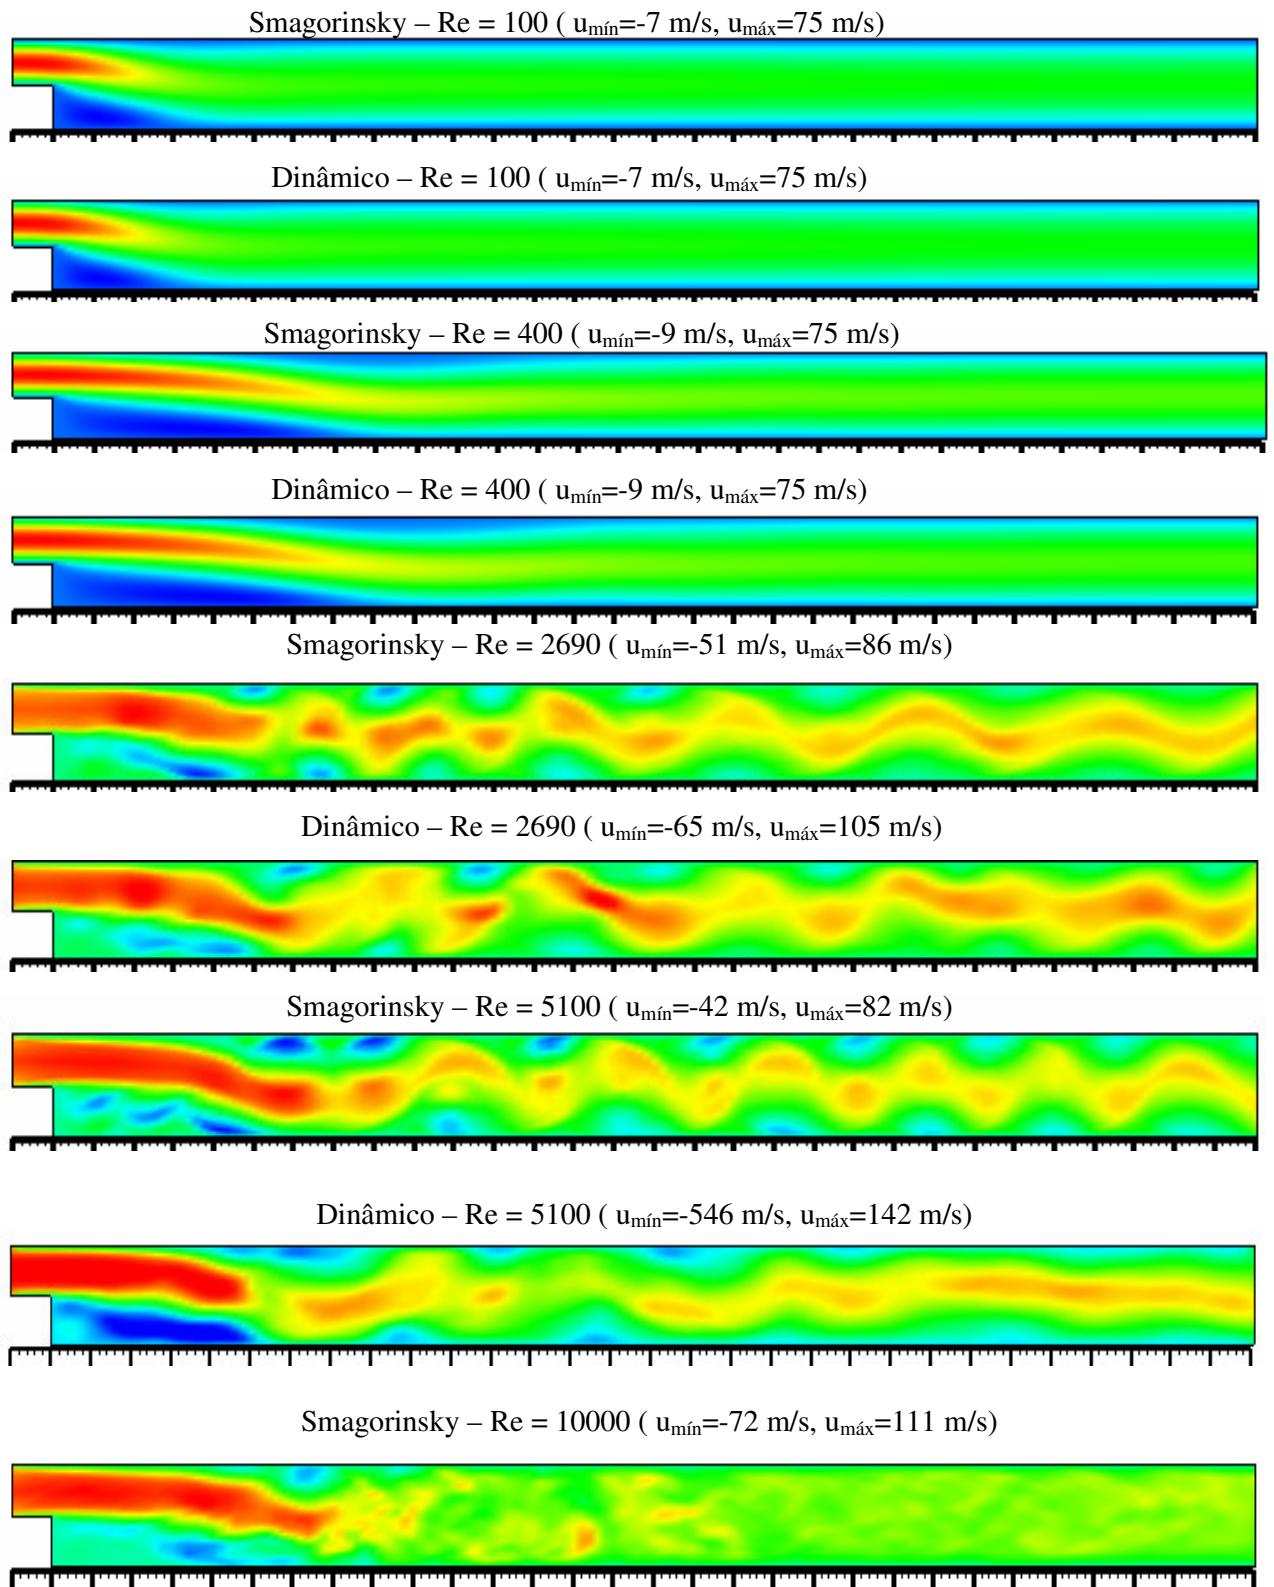 Smagorinsky – Re = 100 ( umín=-7 m/s, umáx=75 m/s)
Dinâmico – Re = 100 ( umín=-7 m/s, umáx=75 m/s)
Smagorinsky – Re = 400 ( umín=-9 m/s, umáx=75 m/s)
Dinâmico – Re = 400 ( umín=-9 m/s, umáx=75 m/s)
Smagorinsky – Re = 2690 ( umín=-51 m/s, umáx=86 m/s)
Dinâmico – Re = 2690 ( umín=-65 m/s, umáx=105 m/s)
Smagorinsky – Re = 5100 ( umín=-42 m/s, umáx=82 m/s)
Dinâmico – Re = 5100 ( umín=-546 m/s, umáx=142 m/s)
Smagorinsky – Re = 10000 ( umín=-72 m/s, umáx=111 m/s)